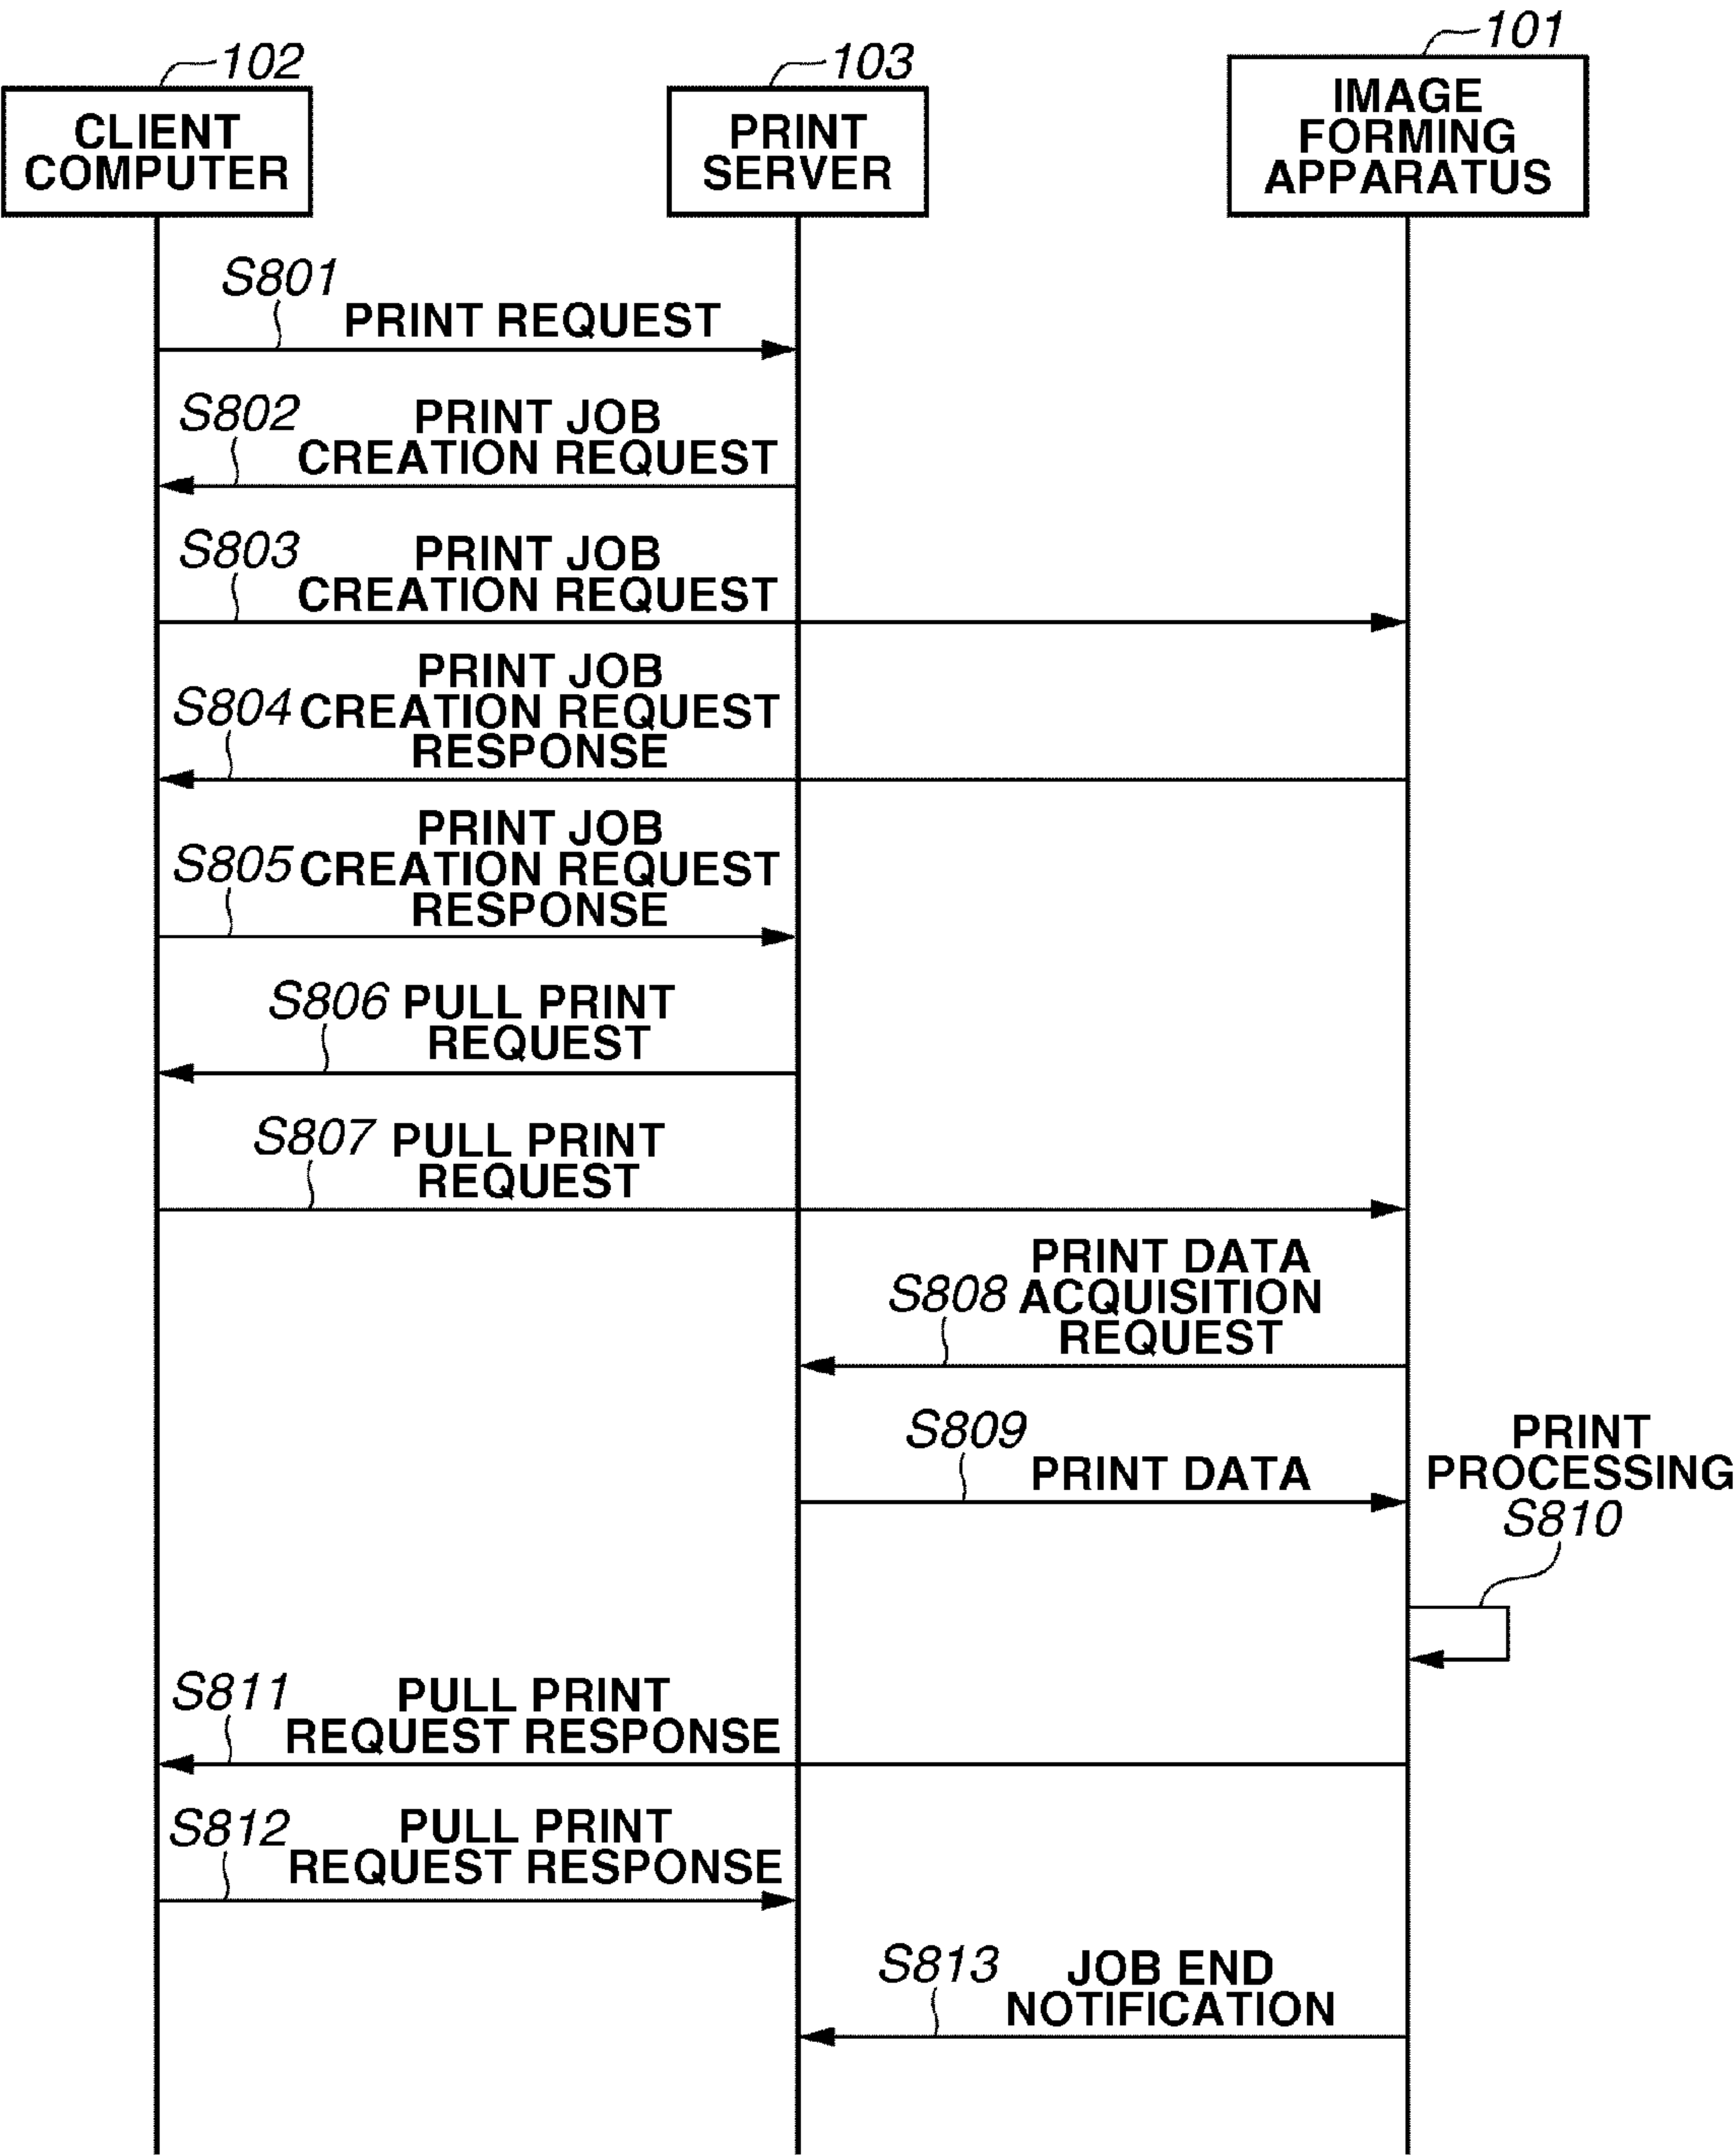 102
CLIENT
COMPUTER
103
PRINT
SERVER
101
IMAGE
FORMING
APPARATUS
S801
PRINT REQUEST
S802
PRINT JOB
CREATION REQUEST
S803
PRINT JOB
CREATION REQUEST
S804
PRINT JOB
CREATION REQUEST
RESPONSE
S805
PRINT JOB
CREATION REQUEST
RESPONSE
S806
PULL PRINT
REQUEST
S807
PULL PRINT
REQUEST
S808
PRINT DATA
ACQUISITION
REQUEST
S809
PRINT DATA
PRINT
PROCESSING
S810
S811
PULL PRINT
REQUEST RESPONSE
S812
PULL PRINT
REQUEST RESPONSE
S813
JOB END
NOTIFICATION